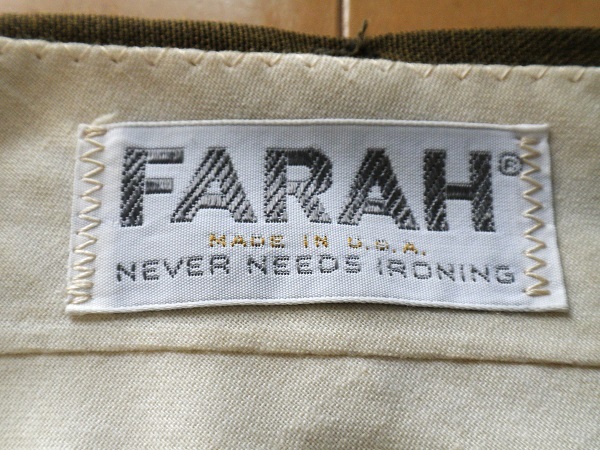 FARAH®
MADE IN U.S.A.
NEVER NEEDS IRONING